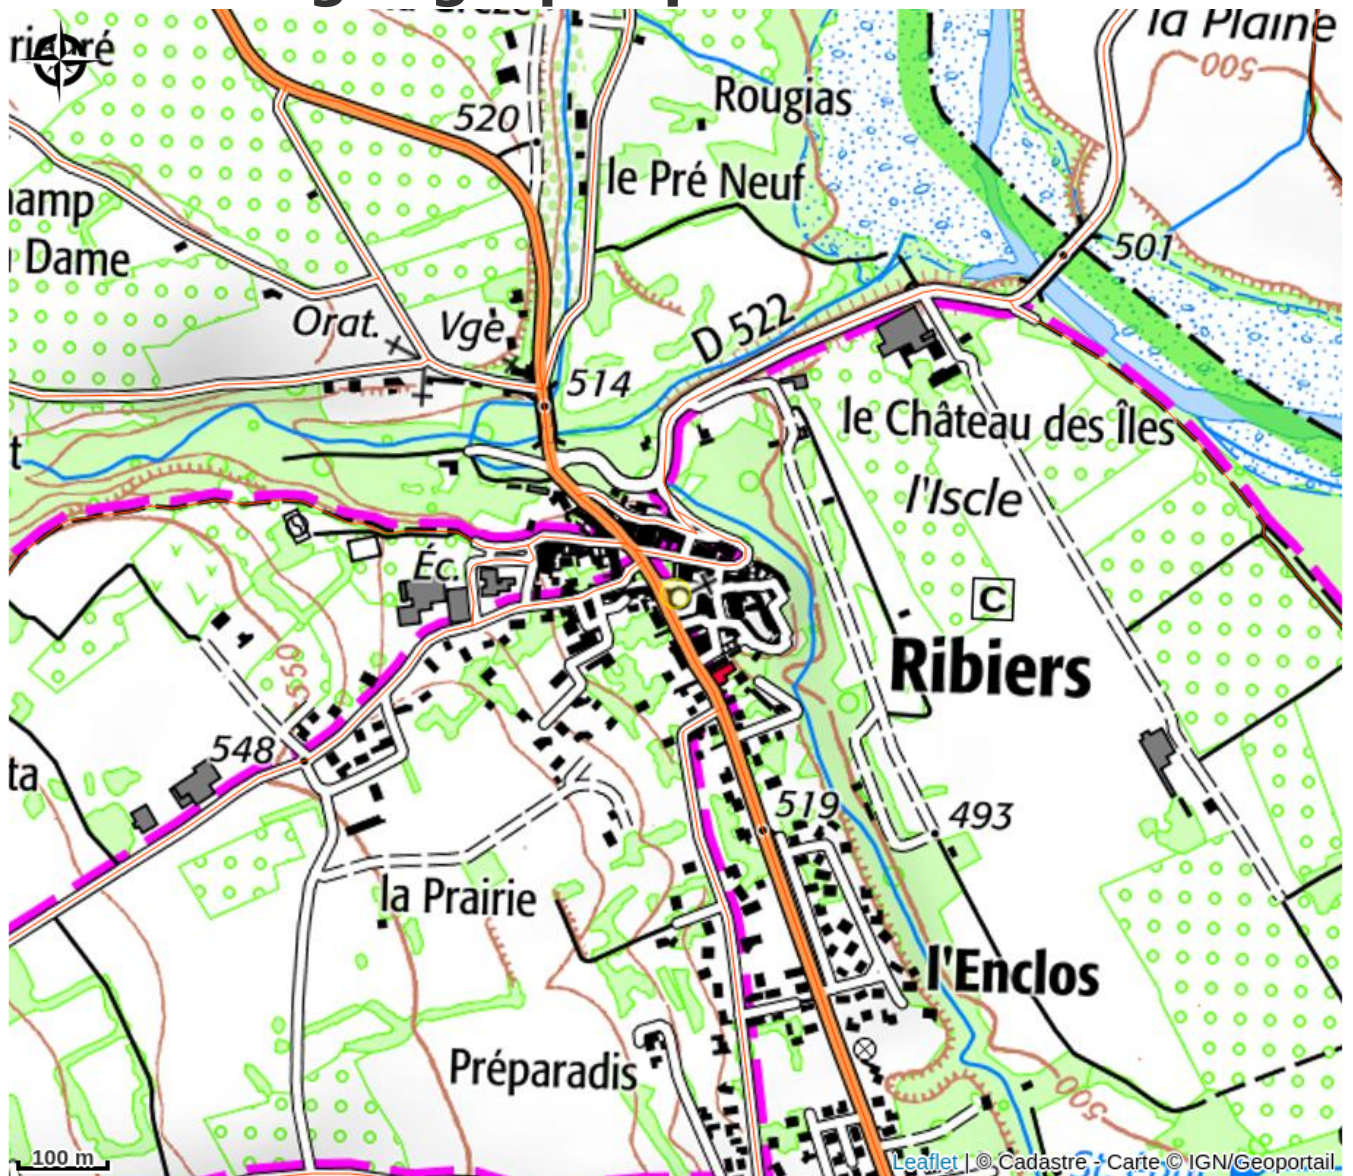 la Plaine
500
Rougias
520
le Pré Neuf
Dame
501
Orat.
Vgè
D 522
514
le Château des Îles
l'Iscle
Éc.
C
Ribiers
550
548
ta
519
493
la Prairie
l'Enclos
Préparadis
500
100 m
Leaflet | © Cadastre - Carte © IGN/Geoportail